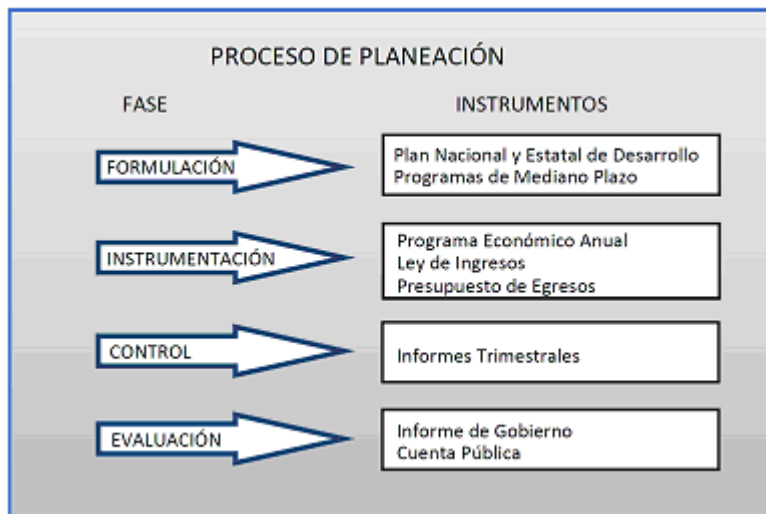 PROCESO DE PLANEACIÓN
FASE
INSTRUMENTOS
FORMULACIÓN
Plan Nacional y Estatal de Desarrollo
Programas de Mediano Plazo
INSTRUMENTACIÓN
Programa Económico Anual
Ley de Ingresos
Presupuesto de Egresos
CONTROL
Informes Trimestrales
EVALUACIÓN
Informe de Gobierno
Cuenta Pública